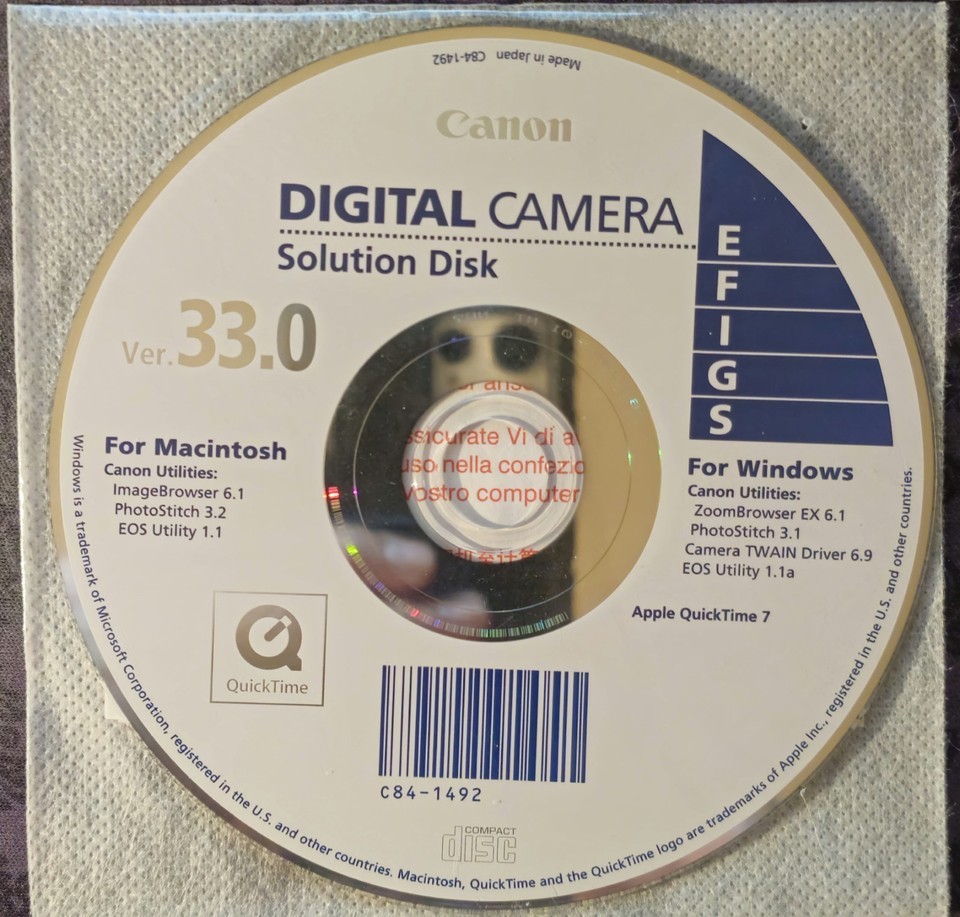 Made in Japan C84-1492
Canon
DIGITAL CAMERA
Solution Disk
Ver.33.0
E
F
I
G
S
For Macintosh
Canon Utilities:
ImageBrowser 6.1
PhotoStitch 3.2
EOS Utility 1.1
For Windows
Canon Utilities:
ZoomBrowser EX 6.1
PhotoStitch 3.1
Camera TWAIN Driver 6.9
EOS Utility 1.1a
Apple QuickTime 7
QuickTime
ssicurate Vi di a
uso nella confezio
vostro computer
C84-1492
COMPACT
disc
Windows is a trademark of Microsoft Corporation, registered in the U.S. and other countries. Macintosh, QuickTime and the QuickTime logo are trademarks of Apple Inc., registered in the U.S. and other countries.